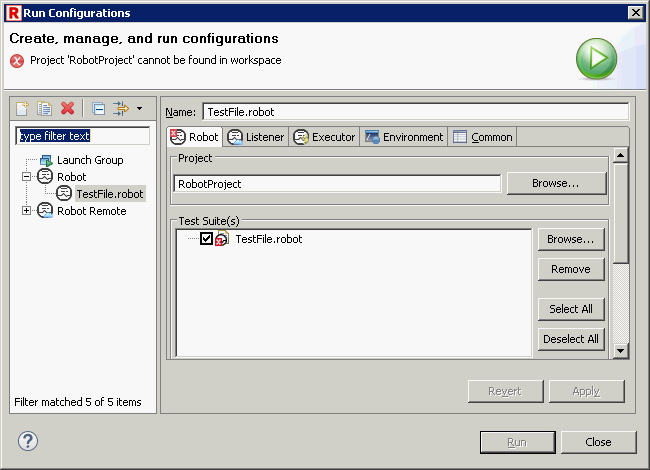 R Run Configurations
Create, manage, and run configurations
Project 'RobotProject' cannot be found in workspace
type filter text
Launch Group
Robot
TestFile.robot
Robot Remote
Filter matched 5 of 5 items
Name: TestFile.robot
Robot Listener Executor Environment Common
Project
RobotProject Browse...
Test Suite(s)
TestFile.robot
Browse...
Remove
Select All
Deselect All
Revert Apply
? Run Close